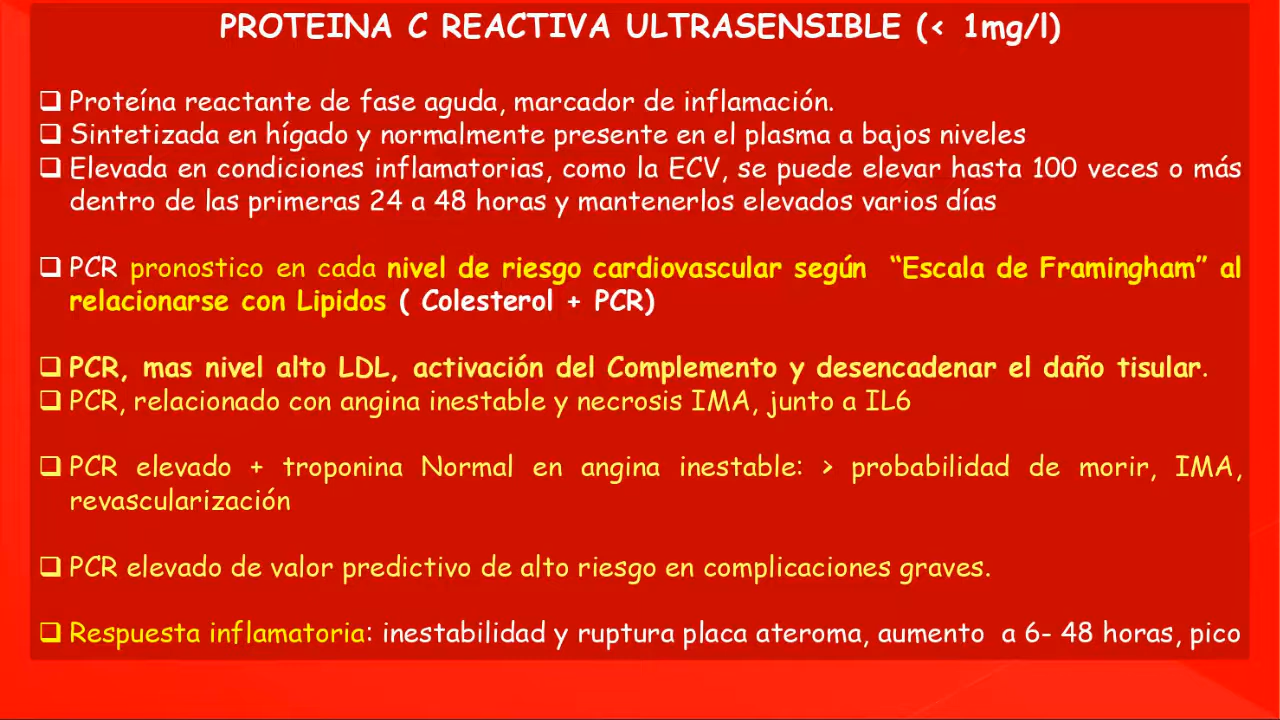 PROTEINA C REACTIVA ULTRASENSIBLE (< 1mg/l)
❑ Proteína reactante de fase aguda, marcador de inflamación.
❑ Sintetizada en hígado y normalmente presente en el plasma a bajos niveles
❑ Elevada en condiciones inflamatorias, como la ECV, se puede elevar hasta 100 veces o más
dentro de las primeras 24 a 48 horas y mantenerlos elevados varios días
❑ PCR pronostico en cada nivel de riesgo cardiovascular según “Escala de Framingham” al
relacionarse con Lipidos ( Colesterol + PCR)
❑ PCR, mas nivel alto LDL, activación del Complemento y desencadenar el daño tisular.
❑ PCR, relacionado con angina inestable y necrosis IMA, junto a IL6
❑ PCR elevado + troponina Normal en angina inestable: > probabilidad de morir, IMA,
revascularización
❑ PCR elevado de valor predictivo de alto riesgo en complicaciones graves.
❑ Respuesta inflamatoria: inestabilidad y ruptura placa ateroma, aumento a 6- 48 horas, pico